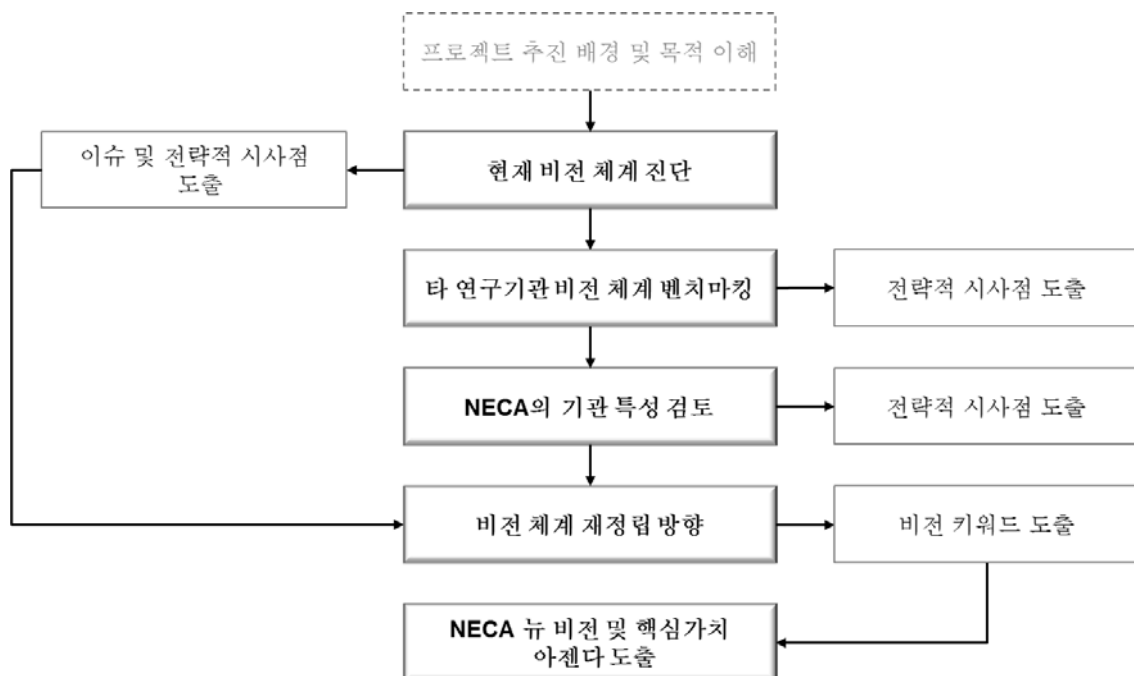 프로젝트 추진 배경 및 목적 이해
이슈 및 전략적 시사점
도출
현재 비전 체계 진단
타 연구기관 비전 체계 벤치마킹
전략적 시사점 도출
NECA의 기관 특성 검토
전략적 시사점 도출
비전 체계 재정립 방향
비전 키워드 도출
NECA 뉴 비전 및 핵심가치
아젠다 도출